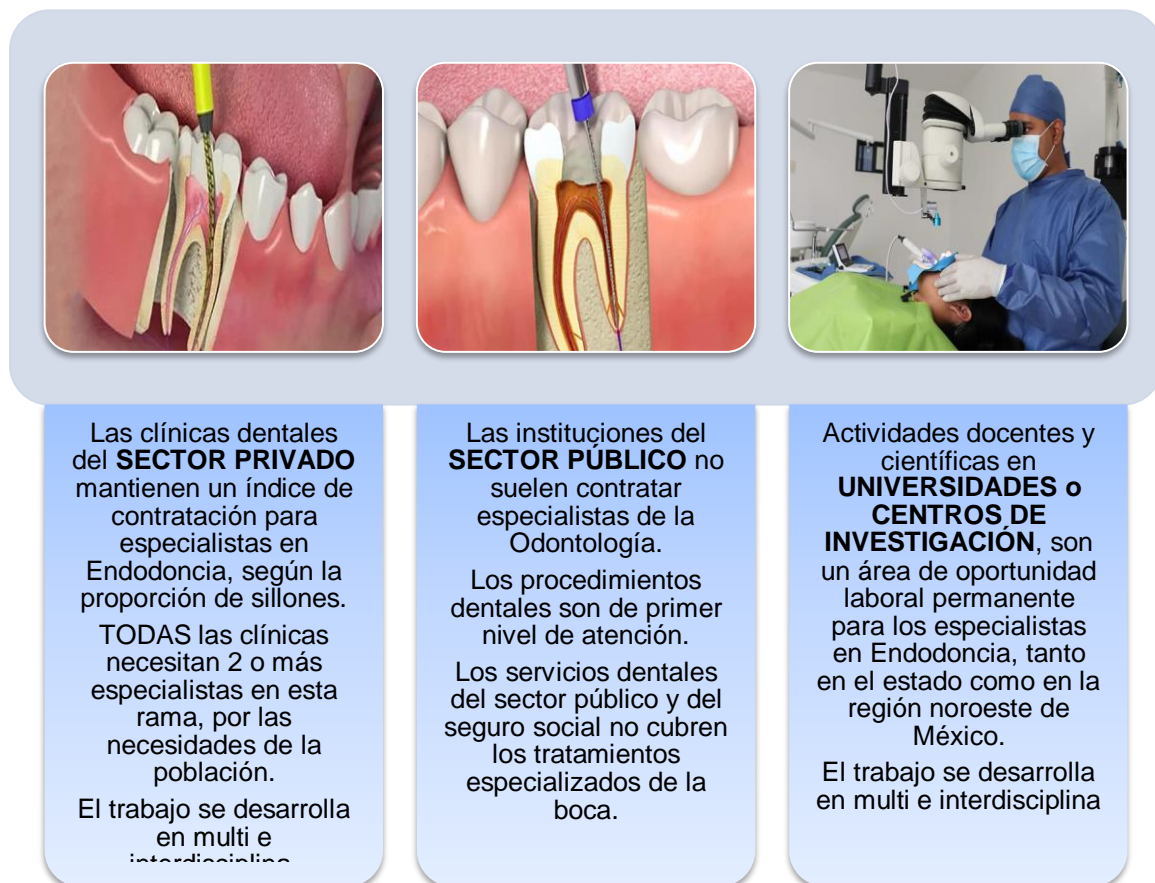 Las clínicas dentales
del SECTOR PRIVADO
mantienen un índice de
contratación para
especialistas en
Endodoncia, según la
proporción de sillones.
TODAS las clínicas
necesitan 2 o más
especialistas en esta
rama, por las
necesidades de la
población.
El trabajo se desarrolla
en multi e
Las instituciones del
SECTOR PÚBLICO no
suelen contratar
especialistas de la
Odontología.
Los procedimientos
dentales son de primer
nivel de atención.
Los servicios dentales
del sector público y del
seguro social no cubren
los tratamientos
especializados de la
boca.
Actividades docentes y
científicas en
UNIVERSIDADES o
CENTROS DE
INVESTIGACIÓN, son
un área de oportunidad
laboral permanente
para los especialistas
en Endodoncia, tanto
en el estado como en la
región noroeste de
México.
El trabajo se desarrolla
en multi e interdisciplina